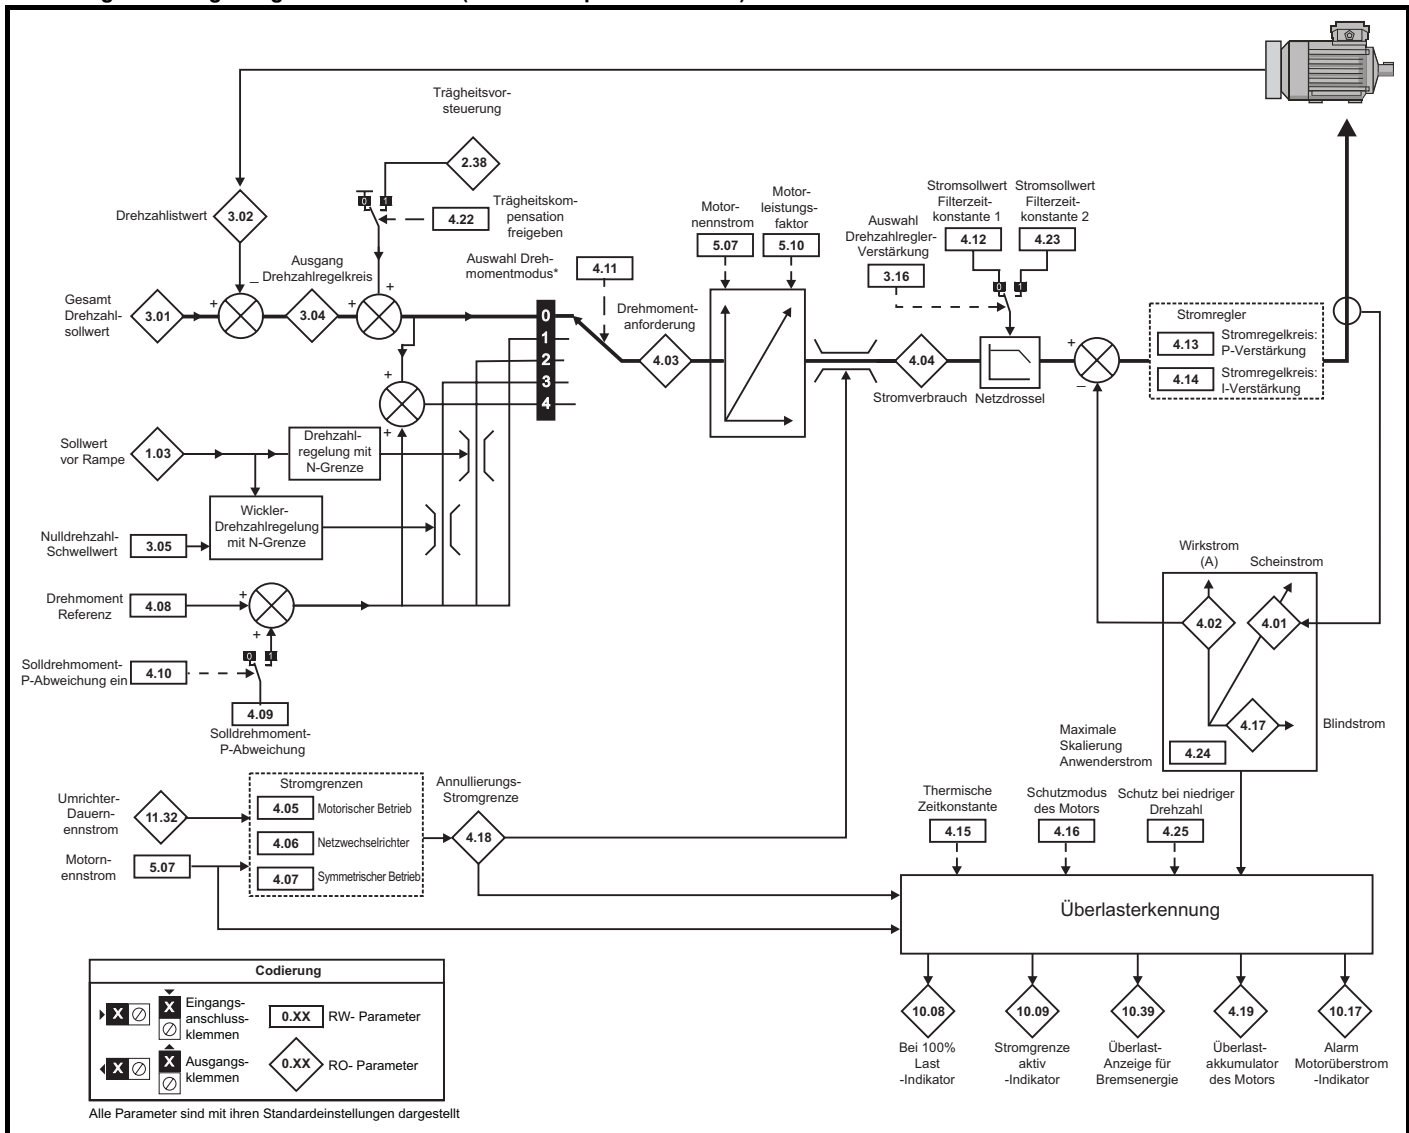 Trägheitsvor-
steuerung
2.38
0 1
4.22
Trägheitskom-
pensation
freigeben
Drehzahlistwert
3.02
Ausgang
Drehzahlregelkreis
Gesamt
Drehzahl-
sollwert
3.01
+
_
3.04
+
+
Auswahl Dreh-
momentmodus*
4.11
0
1
2
3
4
Drehmoment-
anforderung
4.03
Motor-
nennstrom
5.07
Motor-
leistungs-
faktor
5.10
Auswahl
Drehzahlregler-
Verstärkung
3.16
Stromsollwert
Filterzeit-
konstante 1
4.12
Stromsollwert
Filterzeit-
konstante 2
4.23
0 1
4.04
Stromverbrauch
Netzdrossel
+
_
Stromregler
4.13
Stromregelkreis:
P-Verstärkung
4.14
Stromregelkreis:
I-Verstärkung
+
+
Sollwert
vor Rampe
1.03
Drehzahl-
regelung mit
N-Grenze
Wickler-
Drehzahlregelung
mit N-Grenze
Nulldrehzahl-
Schwellwert
3.05
Drehmoment
Referenz
4.08
+
+
0 1
Solldrehmoment-
P-Abweichung ein
4.10
4.09
Solldrehmoment-
P-Abweichung
Wirkstrom
(A)
Scheinstrom
4.02
4.01
4.17
Blindstrom
Maximale
Skalierung
Anwenderstrom
4.24
Umrichter-
Dauern-
ennstrom
11.32
Motorn-
ennstrom
5.07
Stromgrenzen
4.05
Motorischer Betrieb
4.06
Netzwechselrichter
4.07
Symmetrischer Betrieb
Annullierungs-
Stromgrenze
4.18
Thermische
Zeitkonstante
4.15
Schutzmodus
des Motors
4.16
Schutz bei niedriger
Drehzahl
4.25
Überlasterkennung
10.08
Bei 100%
Last
-Indikator
10.09
Stromgrenze
aktiv
-Indikator
10.39
Überlast-
Anzeige für
Bremsenergie
4.19
Überlast-
akkumulator
des Motors
10.17
Alarm
Motorüberstrom
-Indikator
Codierung
X
X
Eingangs-
anschluss-
klemmen
0.XX
RW- Parameter
X
X
Ausgangs-
klemmen
0.XX
RO- Parameter
Alle Parameter sind mit ihren Standardeinstellungen dargestellt